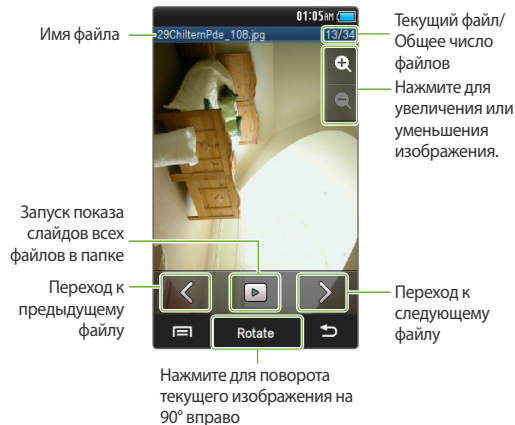 01:05AM
Имя файла
29ChilternPde_108.jpg
13/34
Текущий файл/
Общее число
файлов
Нажмите для
увеличения или
уменьшения
изображения.
Запуск показа
слайдов всех
файлов в папке
Переход к
предыдущему
файлу
Переход к
следующему
файлу
Rotate
Нажмите для поворота
текущего изображения на
90° вправо